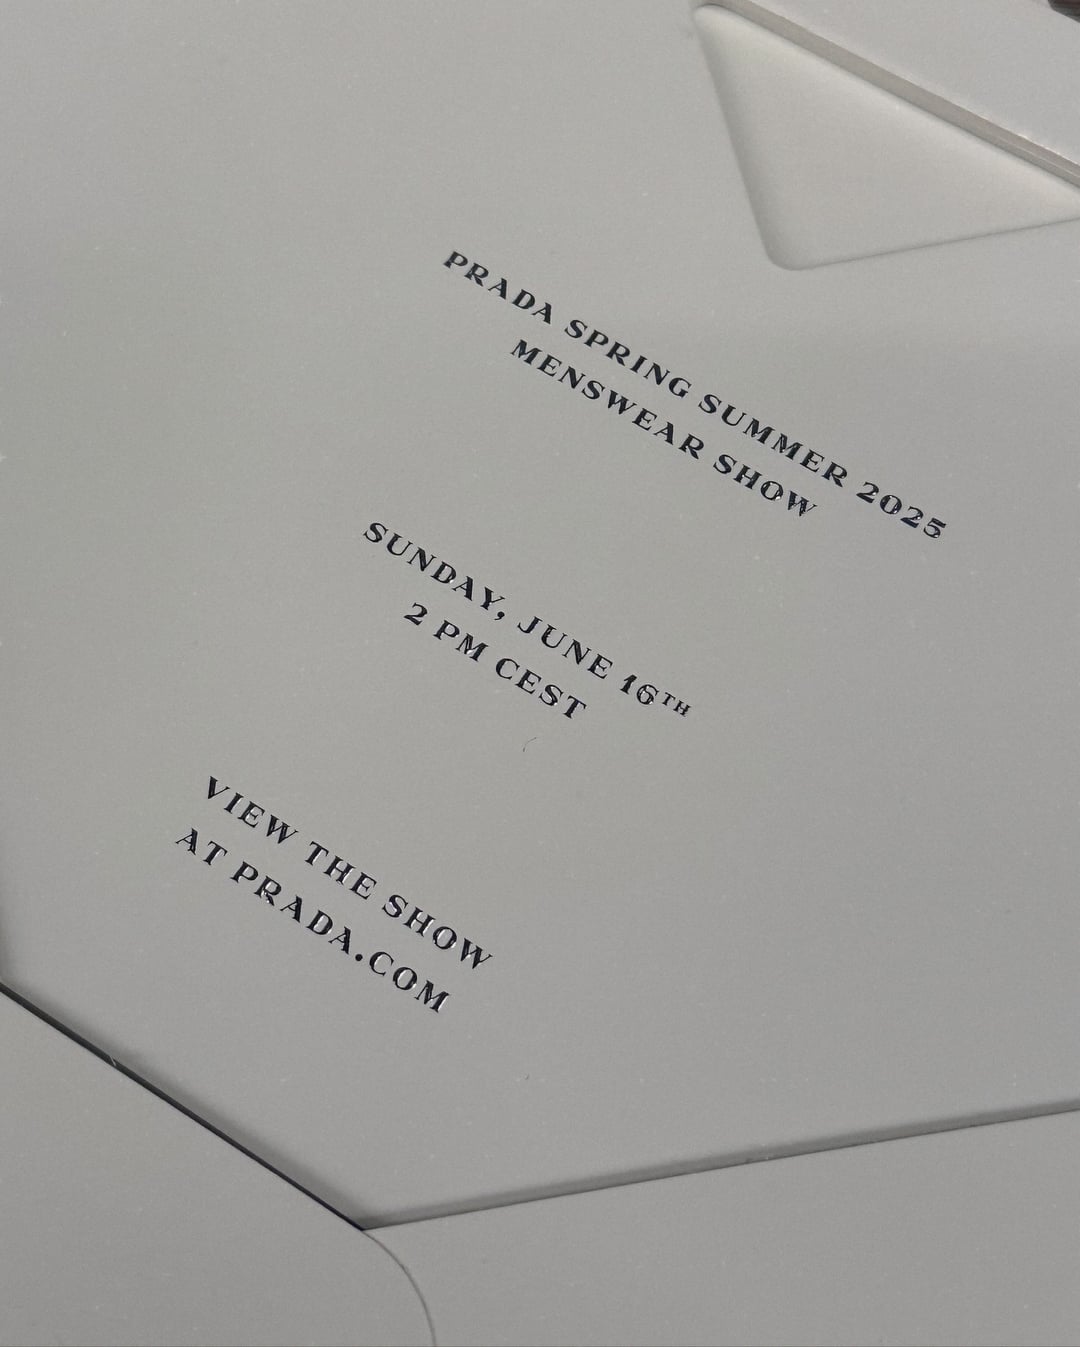 PRADA SPRING SUMMER 2025
MENSWEAR SHOW
SUNDAY, JUNE 16TH
2 PM CEST
VIEW THE SHOW
AT PRADA.COM